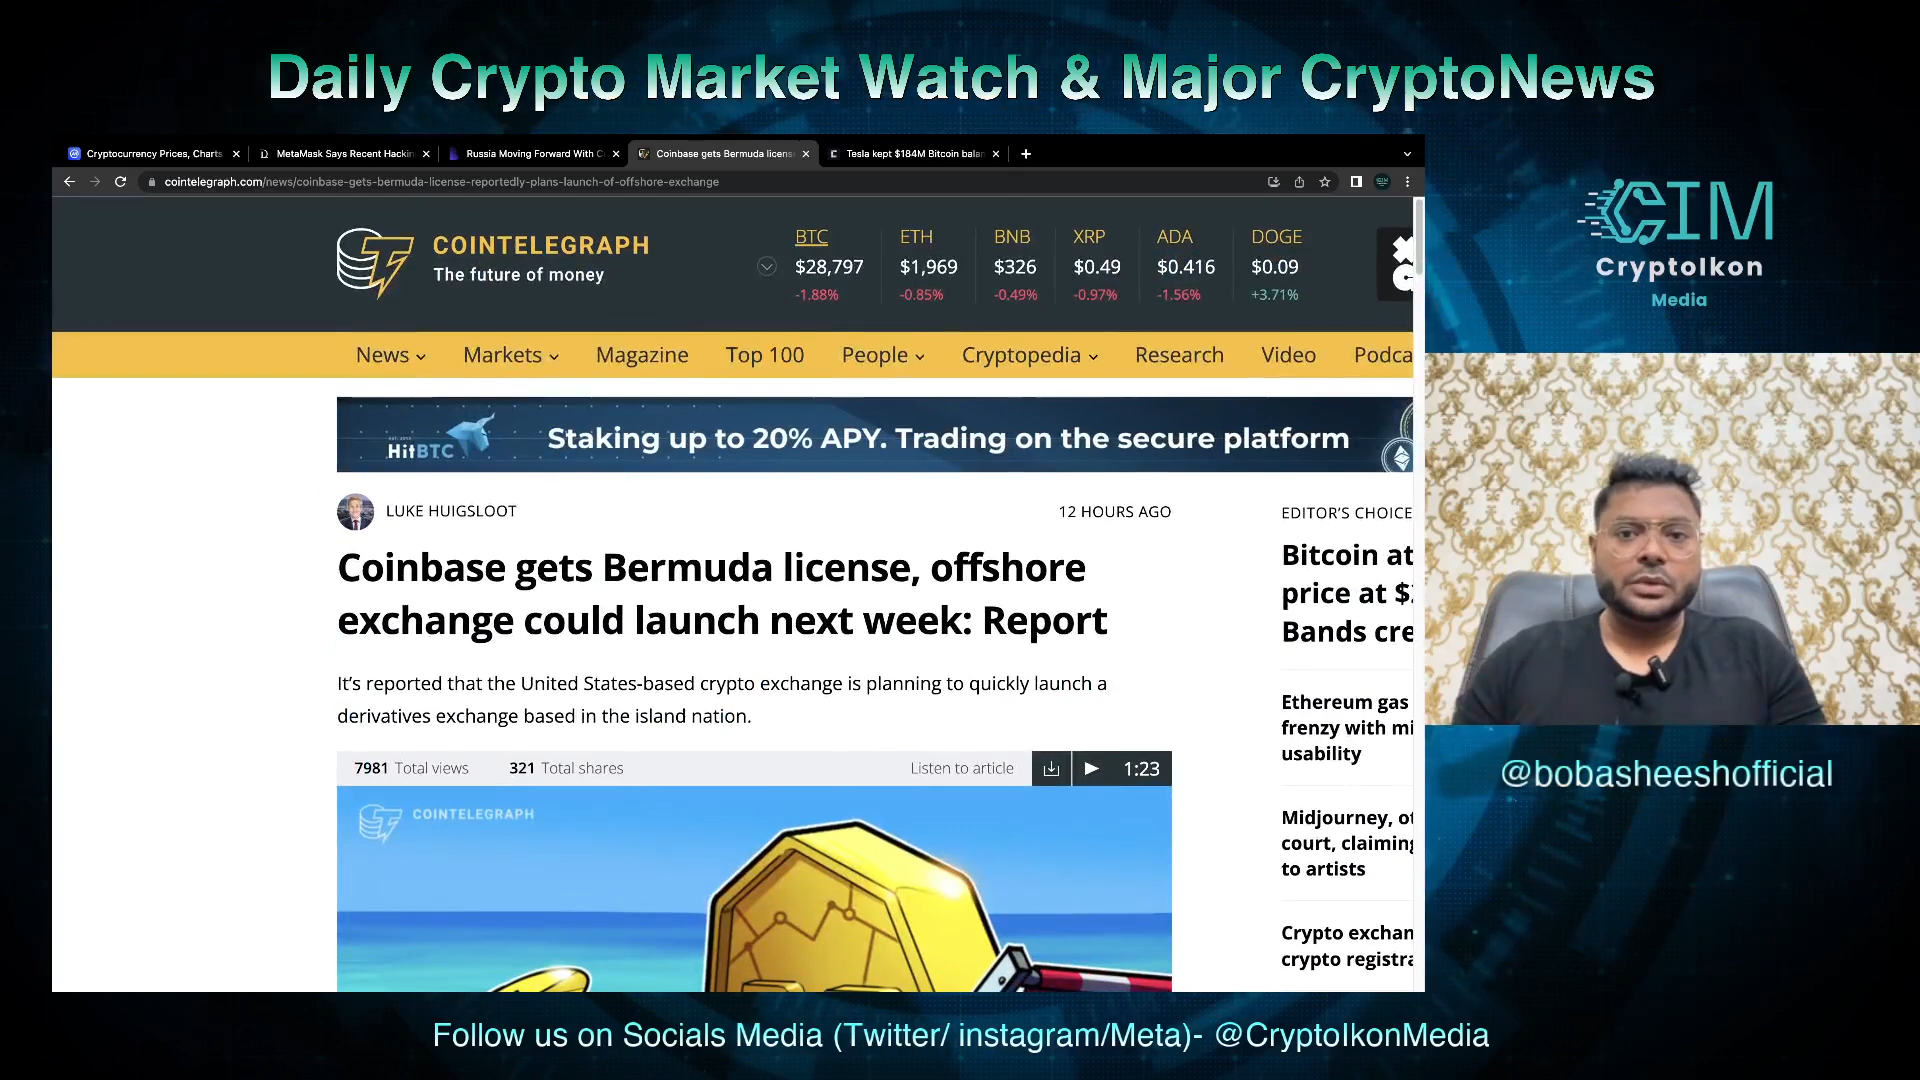 Daily Crypto Market Watch & Major CryptoNews
Cryptocurrency Prices, Charts
MetaMask Says Recent Hackin
Russia Moving Forward With C
Coinbase gets Bermuda licens
Tesla kept $184M Bitcoin balan
cointelegraph.com/news/coinbase-gets-bermuda-license-reportedly-plans-launch-of-offshore-exchange
COINTELEGRAPH
The future of money
BTC ETH BNB XRP ADA DOGE
$28,797 $1,969 $326 $0.49 $0.416 $0.09
-1.88% -0.85% -0.49% -0.97% -1.56% +3.71%
News Markets Magazine Top 100 People Cryptopedia Research Video Podca
HitBTC
Staking up to 20% APY. Trading on the secure platform
LUKE HUIGSLOOT
12 HOURS AGO
Coinbase gets Bermuda license, offshore
exchange could launch next week: Report
It's reported that the United States-based crypto exchange is planning to quickly launch a
derivatives exchange based in the island nation.
7981 Total views 321 Total shares
Listen to article 1:23
COINTELEGRAPH
EDITOR'S CHOICE
Bitcoin at
price at $
Bands cre
Ethereum gas
frenzy with mi
usability
Midjourney, ot
court, claiming
to artists
Crypto exchan
crypto registra
CIM
CryptoIkon
Media
@bobasheeshofficial
Follow us on Socials Media (Twitter/ instagram/Meta)- @CryptoIkonMedia